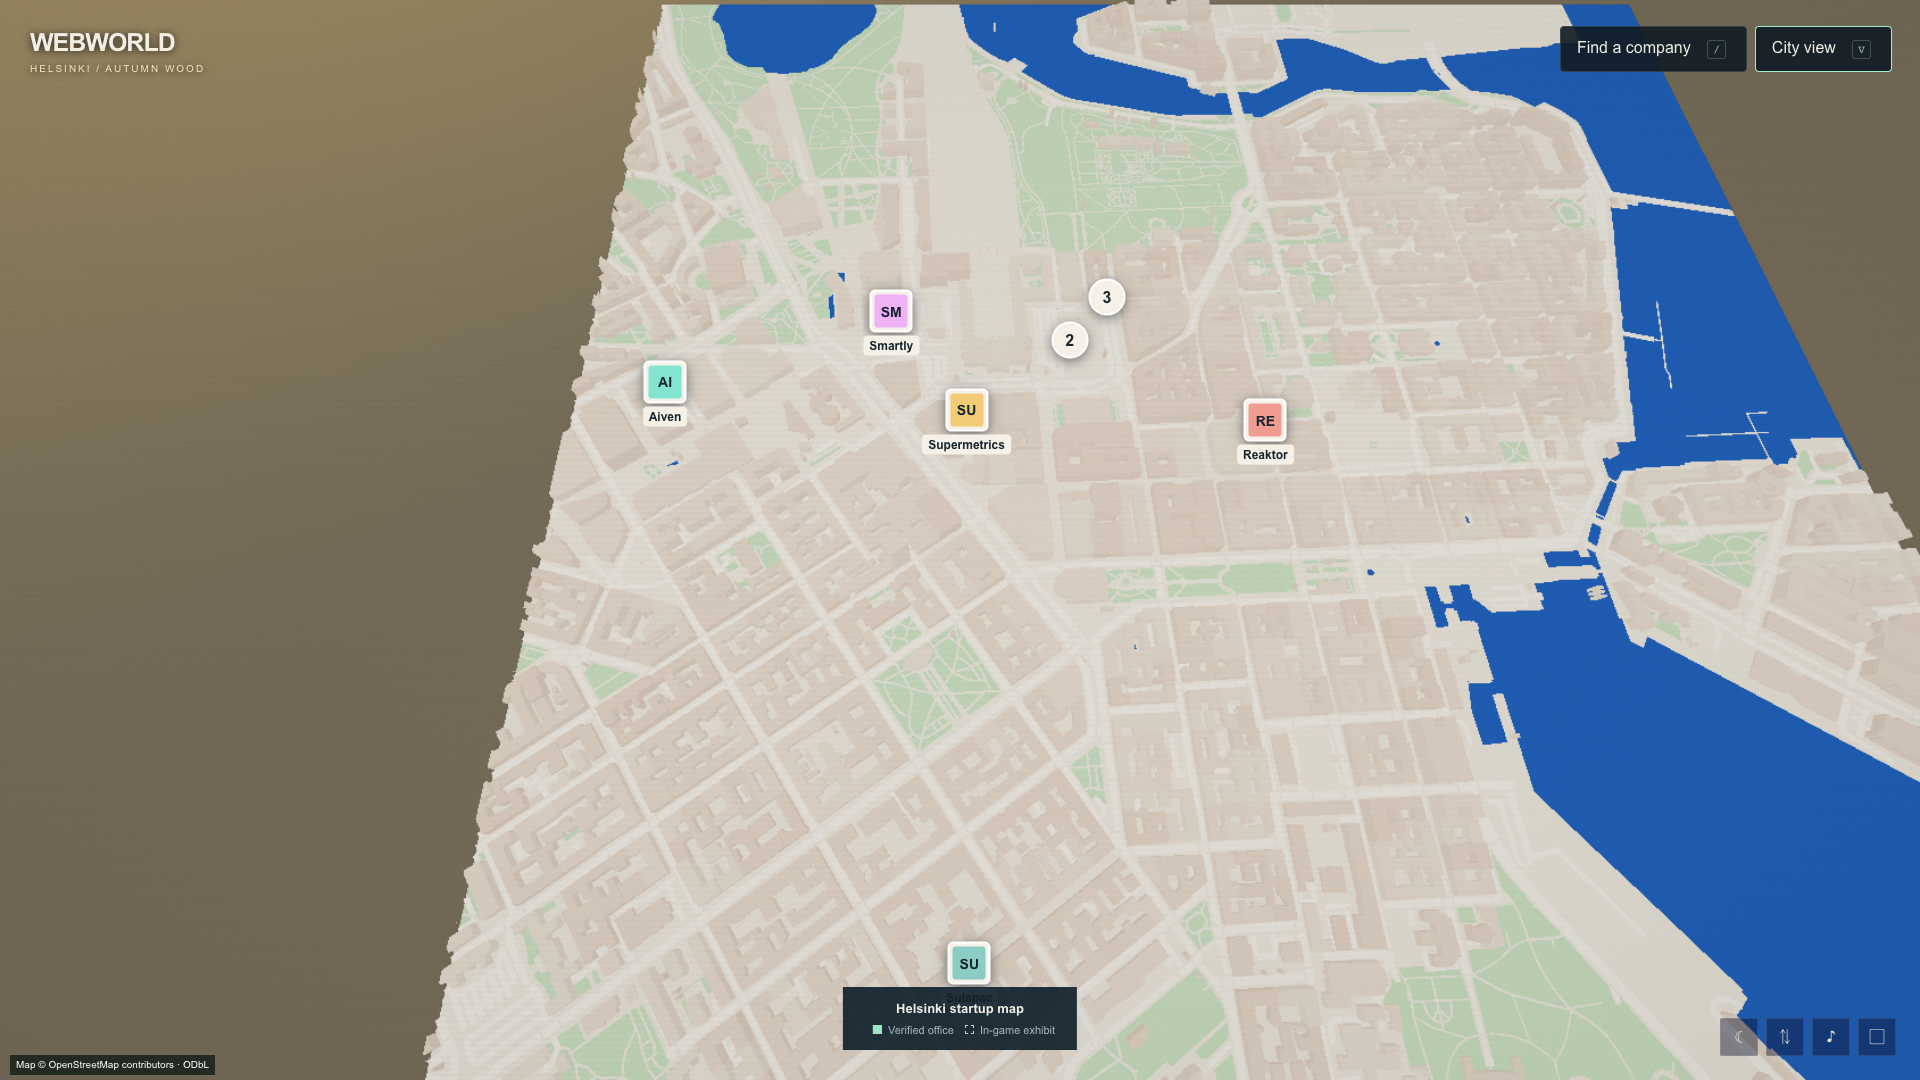 WEBWORLD
HELSINKI / AUTUMN WOOD
Find a company /
City view V
3
SM
Smartly
2
AI
Aiven
SU
Supermetrics
RE
Reaktor
SU
Sulapac
Helsinki startup map
Verified office In-game exhibit
Map © OpenStreetMap contributors · ODbL